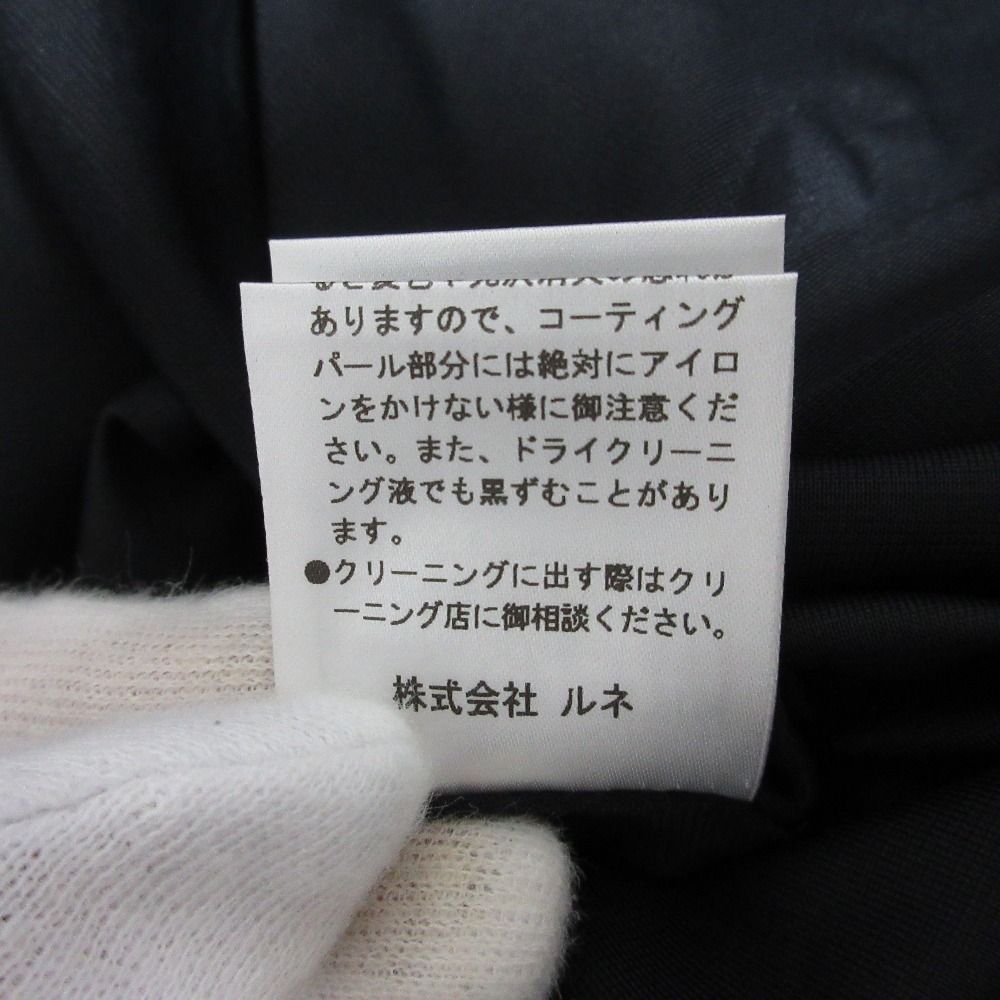 ありますので、コーティング
パール部分には絶対にアイロ
ンをかけない様に御注意くだ
さい。また、ドライクリーニ
ング液でも黒ずむことがあり
ます。
●クリーニングに出す際はクリ
ーニング店に御相談ください。
株式会社 ルネ